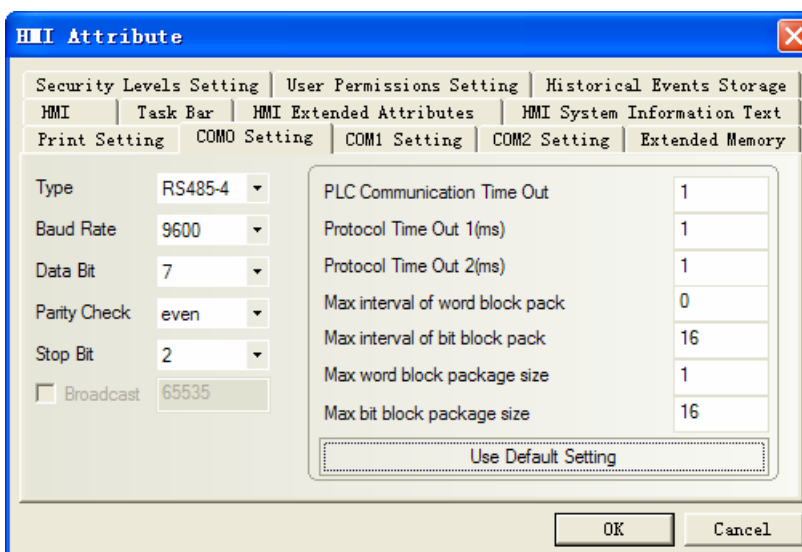 HMI Attribute
Security Levels Setting User Permissions Setting Historical Events Storage
HMI Task Bar HMI Extended Attributes HMI System Information Text
Print Setting COM0 Setting COM1 Setting COM2 Setting Extended Memory
Type RS485-4
Baud Rate 9600
Data Bit 7
Parity Check even
Stop Bit 2
Broadcast 65535
PLC Communication Time Out 1
Protocol Time Out 1(ms) 1
Protocol Time Out 2(ms) 1
Max interval of word block pack 0
Max interval of bit block pack 16
Max word block package size 1
Max bit block package size 16
Use Default Setting
OK Cancel